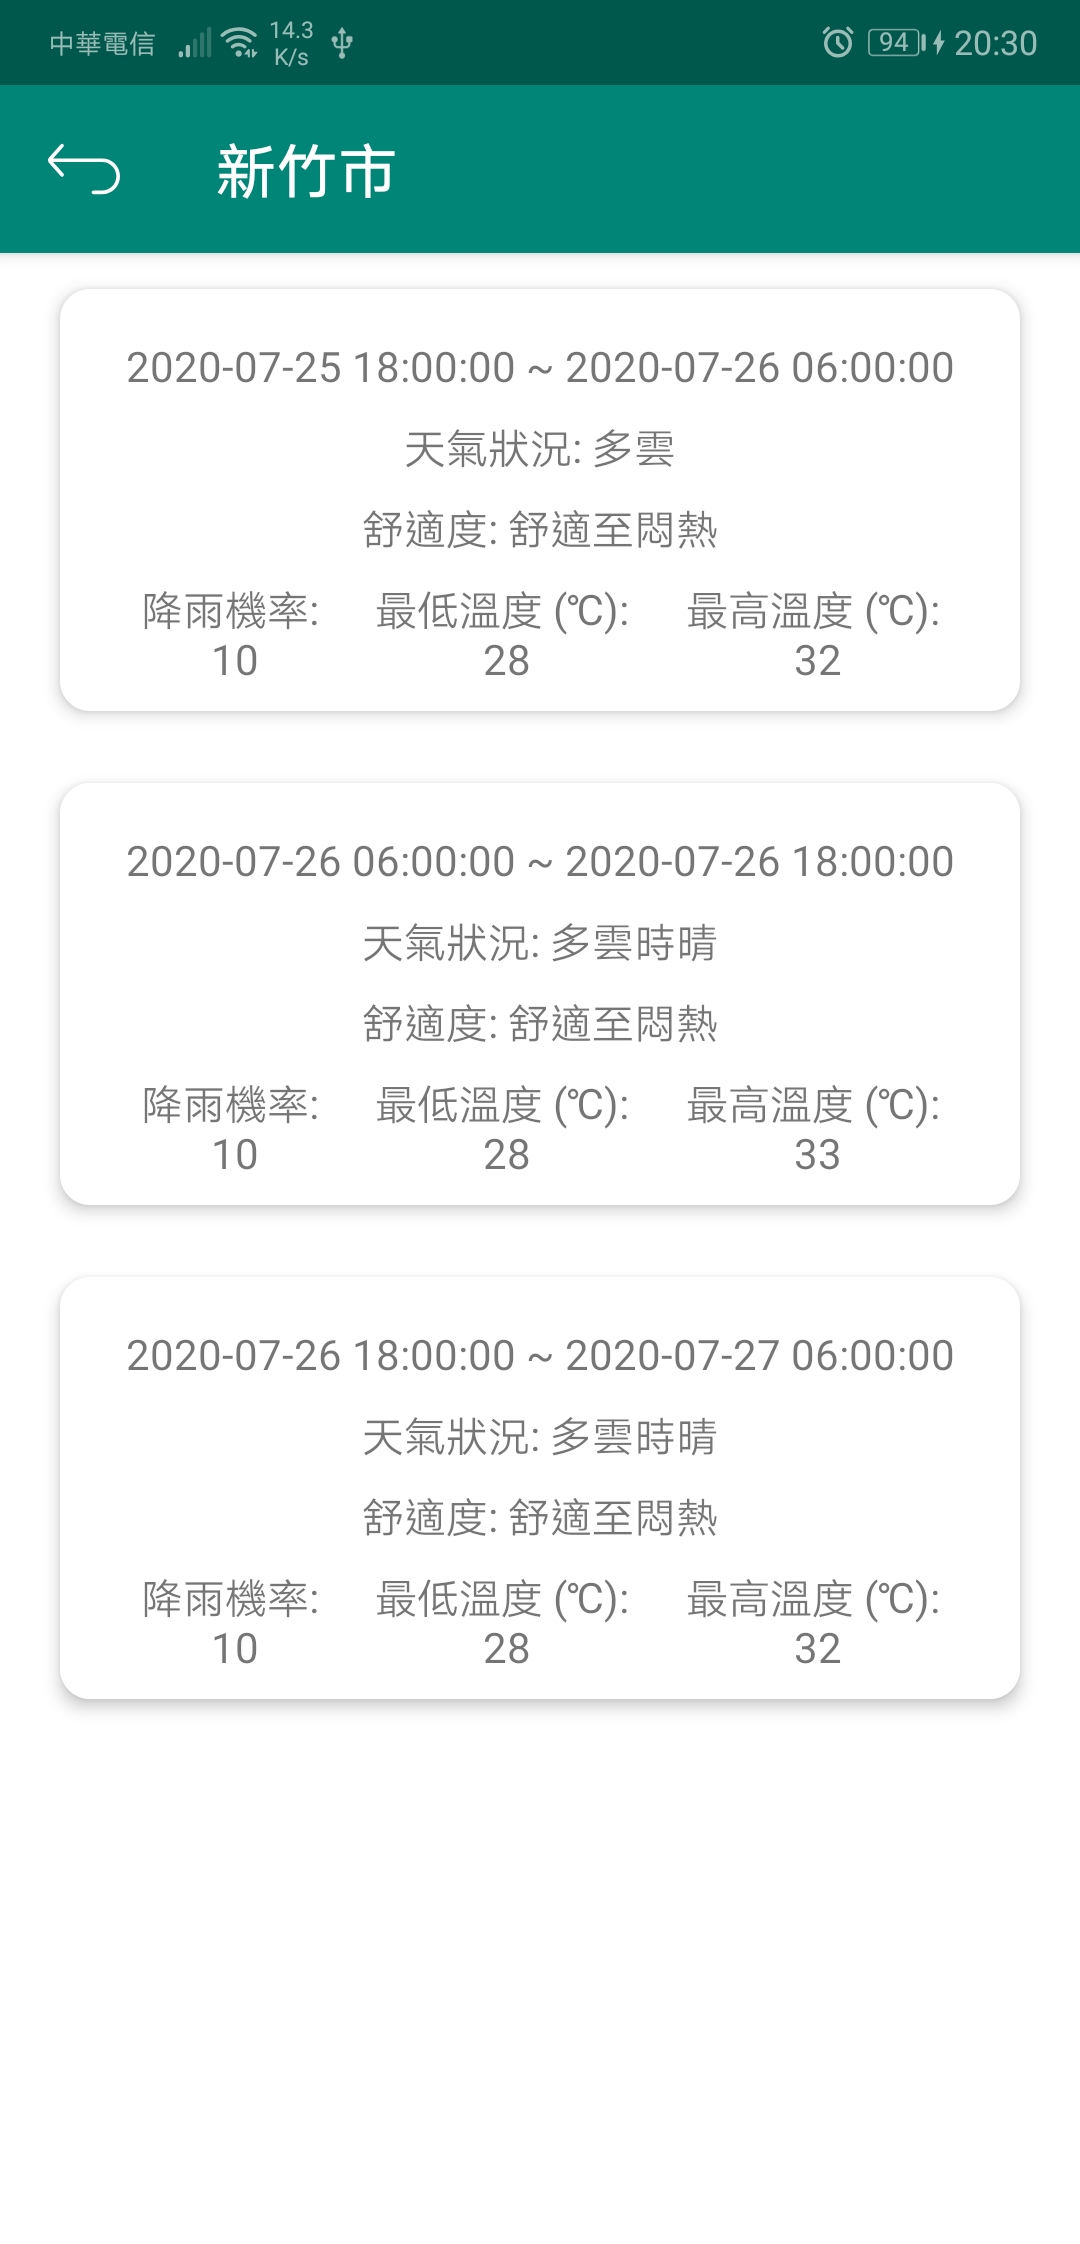 中華電信 14.3 K/s 94 20:30
新竹市
2020-07-25 18:00:00 ~ 2020-07-26 06:00:00
天氣狀況: 多雲
舒適度: 舒適至悶熱
降雨機率: 最低溫度 (℃): 最高溫度 (℃):
10 28 32
2020-07-26 06:00:00 ~ 2020-07-26 18:00:00
天氣狀況: 多雲時晴
舒適度: 舒適至悶熱
降雨機率: 最低溫度 (℃): 最高溫度 (℃):
10 28 33
2020-07-26 18:00:00 ~ 2020-07-27 06:00:00
天氣狀況: 多雲時晴
舒適度: 舒適至悶熱
降雨機率: 最低溫度 (℃): 最高溫度 (℃):
10 28 32